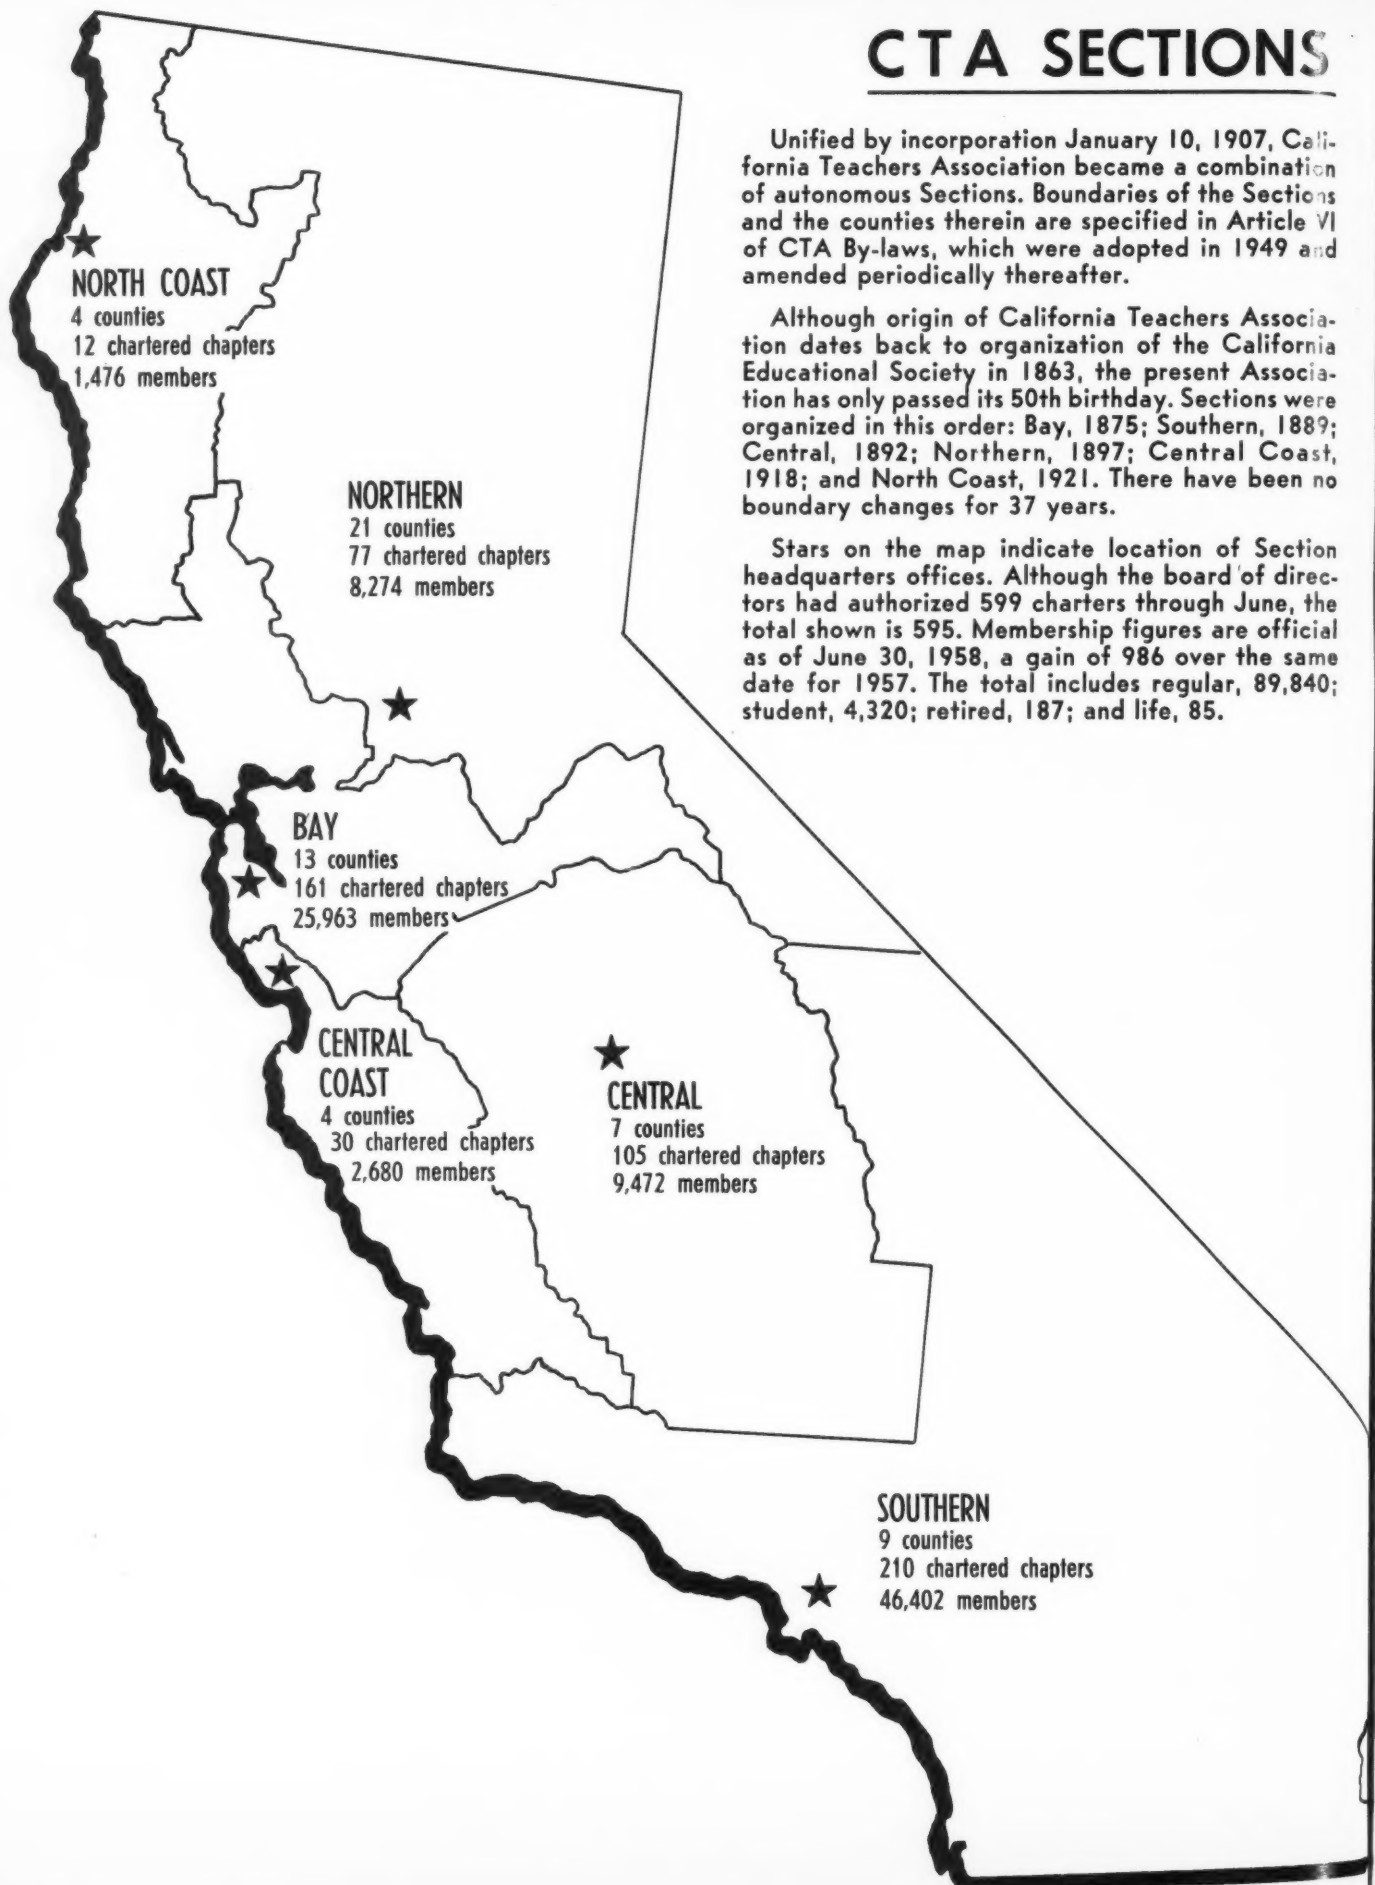 CTA SECTIONS
Unified by incorporation January 10, 1907, Cali-
fornia Teachers Association became a combination
of autonomous Sections. Boundaries of the Sections
and the counties therein are specified in Article VI
of CTA By-laws, which were adopted in 1949 and
amended periodically thereafter.
Although origin of California Teachers Associa-
tion dates back to organization of the California
Educational Society in 1863, the present Associa-
tion has only passed its 50th birthday. Sections were
organized in this order: Bay, 1875; Southern, 1889;
Central, 1892; Northern, 1897; Central Coast,
1918; and North Coast, 1921. There have been no
boundary changes for 37 years.
Stars on the map indicate location of Section
headquarters offices. Although the board of direc-
tors had authorized 599 charters through June, the
total shown is 595. Membership figures are official
as of June 30, 1958, a gain of 986 over the same
date for 1957. The total includes regular, 89,840;
student, 4,320; retired, 187; and life, 85.
NORTH COAST
4 counties
12 chartered chapters
1,476 members
NORTHERN
21 counties
77 chartered chapters
8,274 members
BAY
13 counties
161 chartered chapters
25,963 members
CENTRAL
COAST
4 counties
30 chartered chapters
2,680 members
CENTRAL
7 counties
105 chartered chapters
9,472 members
SOUTHERN
9 counties
210 chartered chapters
46,402 members